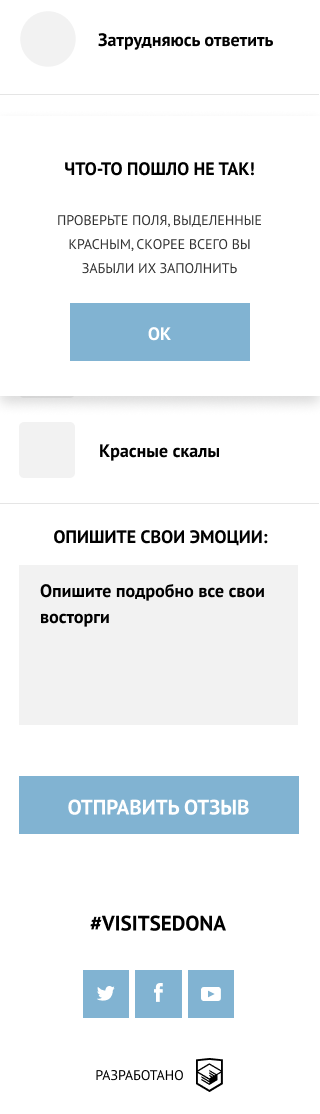 Затрудняюсь ответить
ЧТО-ТО ПОШЛО НЕ ТАК!
ПРОВЕРЬТЕ ПОЛЯ, ВЫДЕЛЕННЫЕ
КРАСНЫМ, СКОРЕЕ ВСЕГО ВЫ
ЗАБЫЛИ ИХ ЗАПОЛНИТЬ
ОК
Красные скалы
ОПИШИТЕ СВОИ ЭМОЦИИ:
Опишите подробно все свои
восторги
ОТПРАВИТЬ ОТЗЫВ
#VISITSEDONA
РАЗРАБОТАНО